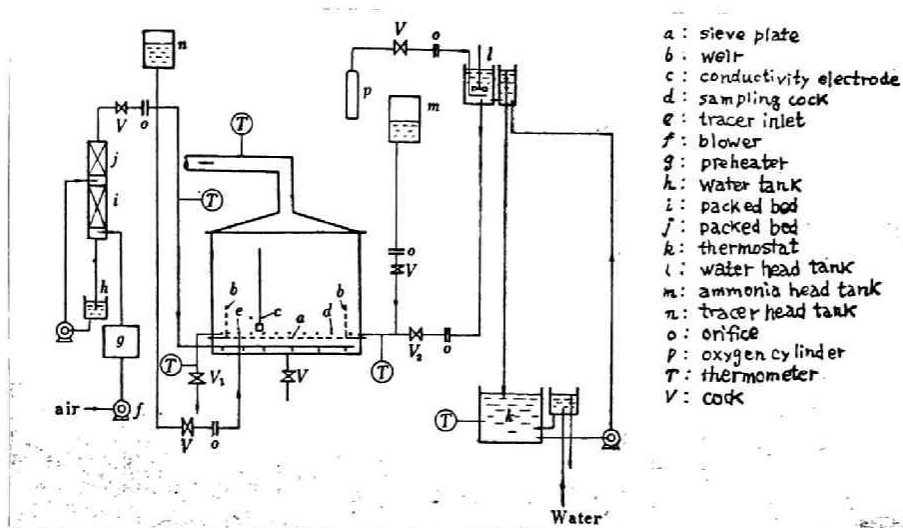 a : sieve plate
b : weir
c : conductivity electrode
d : sampling cock
e : tracer inlet
f : blower
g : preheater
h : water tank
i : packed bed
j : packed bed
k : thermostat
l : water head tank
m : ammonia head tank
n : tracer head tank
o : orifice
p : oxygen cylinder
T : thermometer
V : cock
n
V
o
l
p
m
T
V
o
j
T
i
o
V
h
b
c
b
e
a
d
g
T
V1
V
T
V2
o
air
f
V
o
T
k
Water